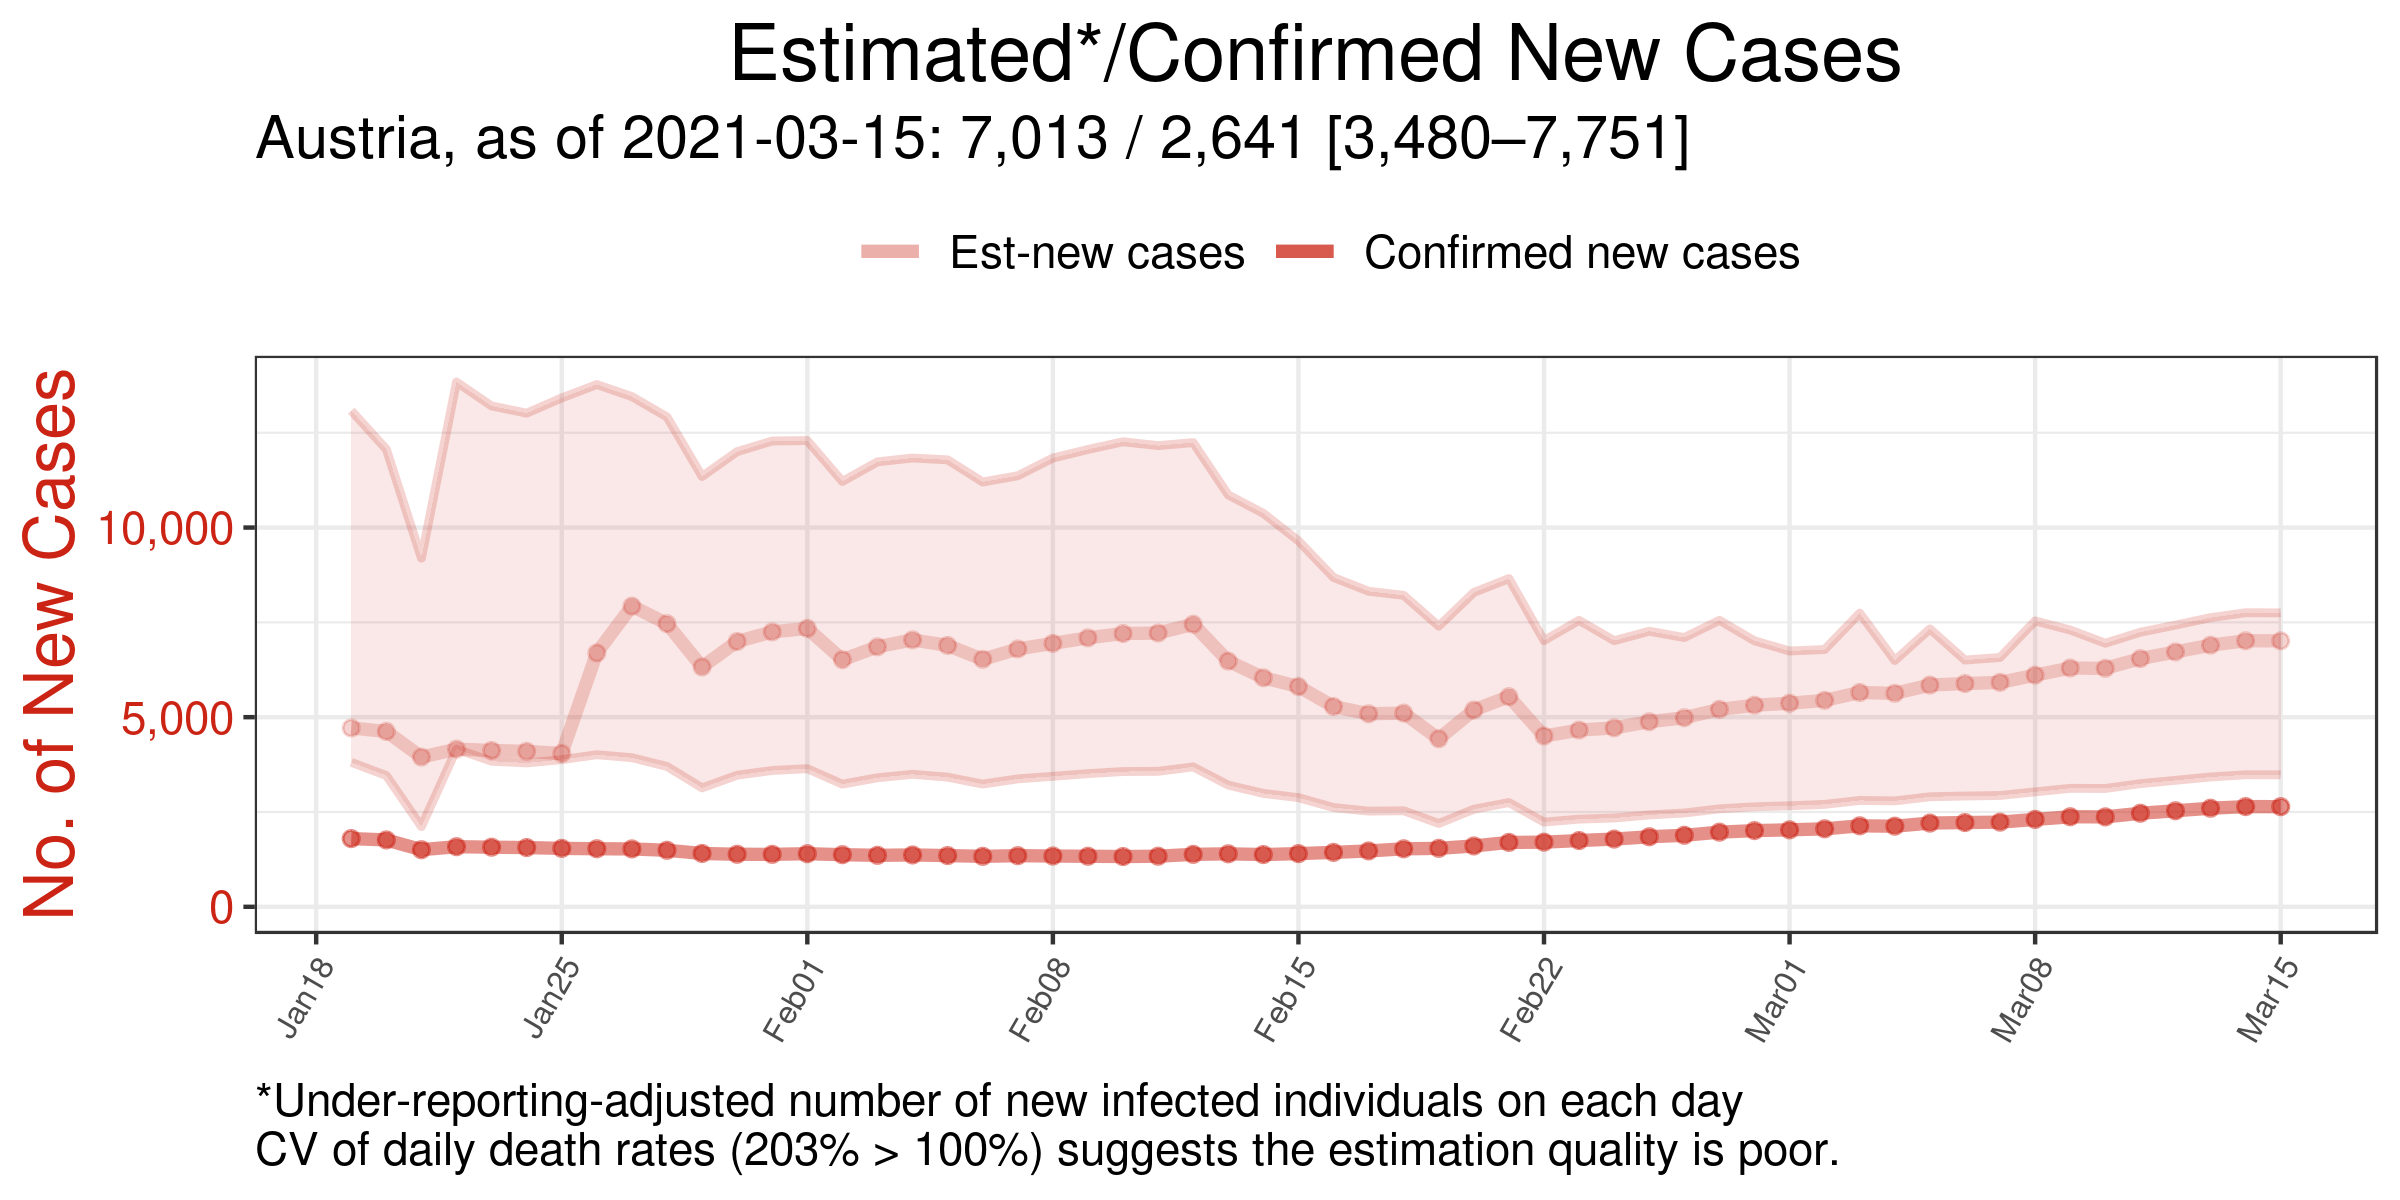 Estimated*/Confirmed New Cases
Austria, as of 2021-03-15: 7,013 / 2,641 [3,480–7,751]
Est-new cases
Confirmed new cases
No. of New Cases
10,000
5,000
0
Jan18
Jan25
Feb01
Feb08
Feb15
Feb22
Mar01
Mar08
Mar15
*Under-reporting-adjusted number of new infected individuals on each day
CV of daily death rates (203% > 100%) suggests the estimation quality is poor.